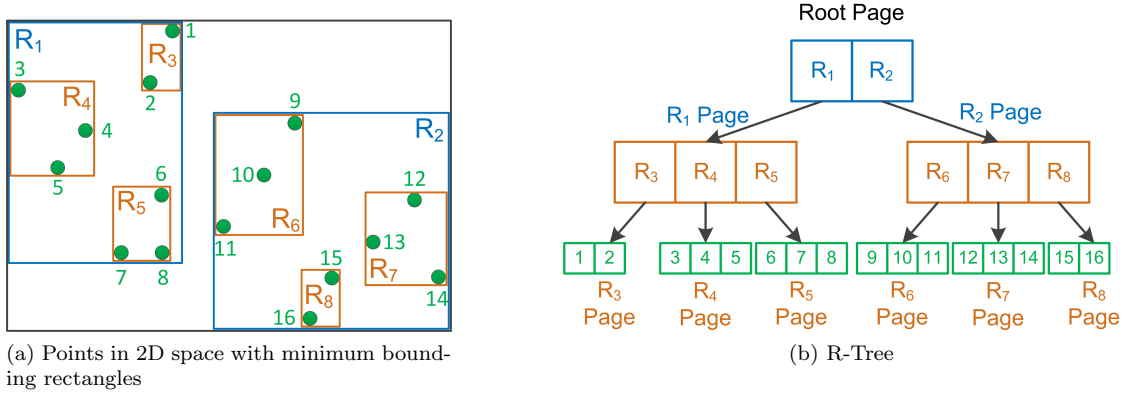 R1
1
R3
3
2
R4
4
5
9
R2
6
10
12
R5
R6
11
13
7
8
15
R7
14
R8
16
(a) Points in 2D space with minimum bound-
ing rectangles
Root Page
R1 R2
R1 Page R2 Page
R3 R4 R5 R6 R7 R8
1 2 3 4 5 6 7 8 9 10 11 12 13 14 15 16
R3 R4 R5 R6 R7 R8
Page Page Page Page Page Page
(b) R-Tree